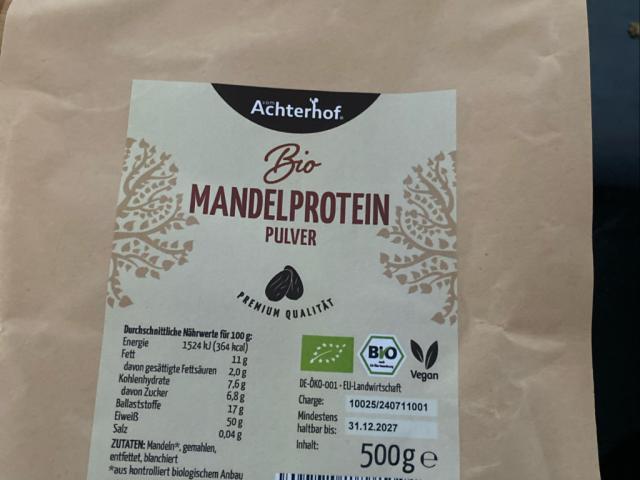 vom
Achterhof
Bio
MANDELPROTEIN
PULVER
PREMIUM QUALITÄT
Durchschnittliche Nährwerte für 100 g:
Energie 1524 kJ (364 kcal)
Fett 11 g
davon gesättigte Fettsäuren 2,0 g
Kohlenhydrate 7,6 g
davon Zucker 6,8 g
Ballaststoffe 17 g
Eiweiß 50 g
Salz 0,04 g
ZUTATEN: Mandeln*, gemahlen,
entfettet, blanchiert
*aus kontrolliert biologischem Anbau
BIO
Vegan
DE-ÖKO-001 - EU-Landwirtschaft
Charge: 10025/240711001
Mindestens
haltbar bis: 31.12.2027
Inhalt: 500g e